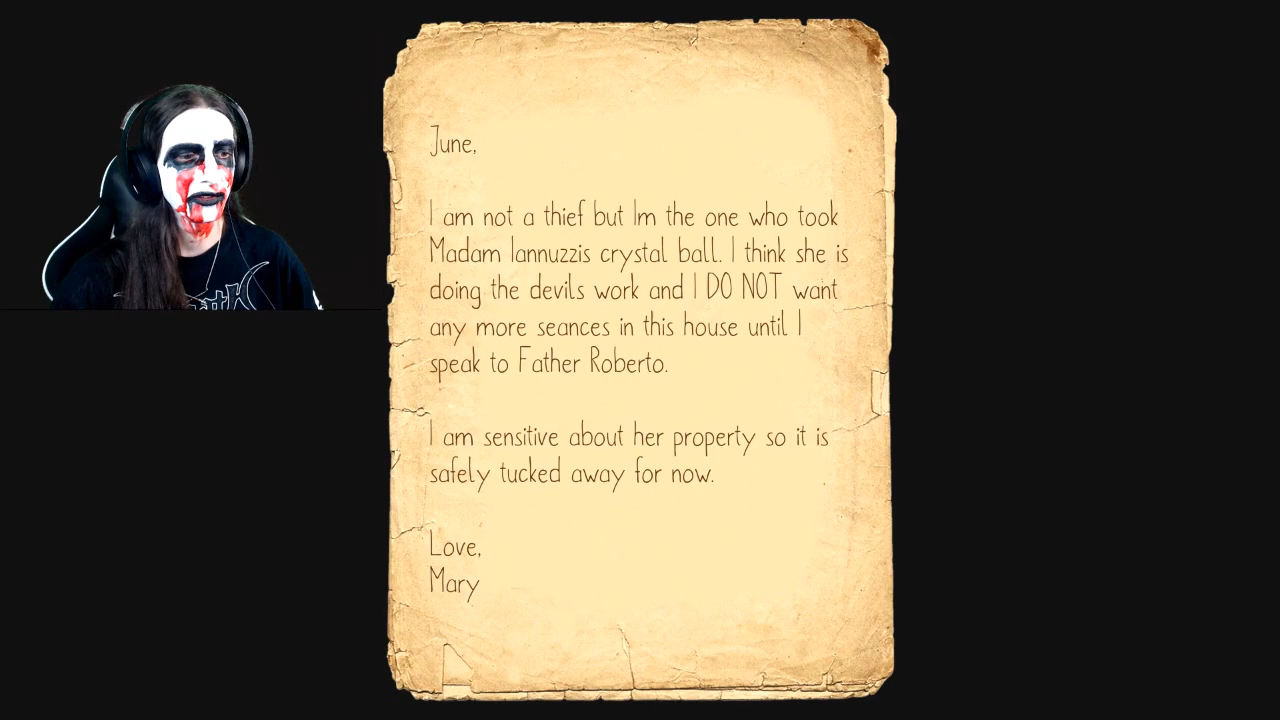 June,
I am not a thief but Im the one who took
Madam Iannuzzis crystal ball. I think she is
doing the devils work and I DO NOT want
any more seances in this house until I
speak to Father Roberto.
I am sensitive about her property so it is
safely tucked away for now.
Love,
Mary